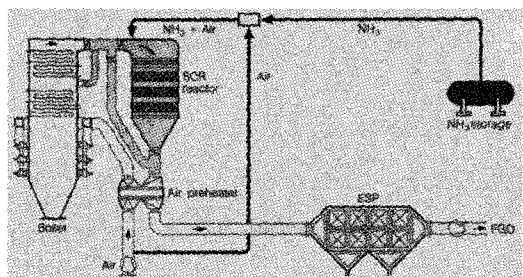 NH₃ + Air
NH₃
SCR
reactor
Air
NH₃ storage
Air preheater
ESP
Boiler
FGD
Air